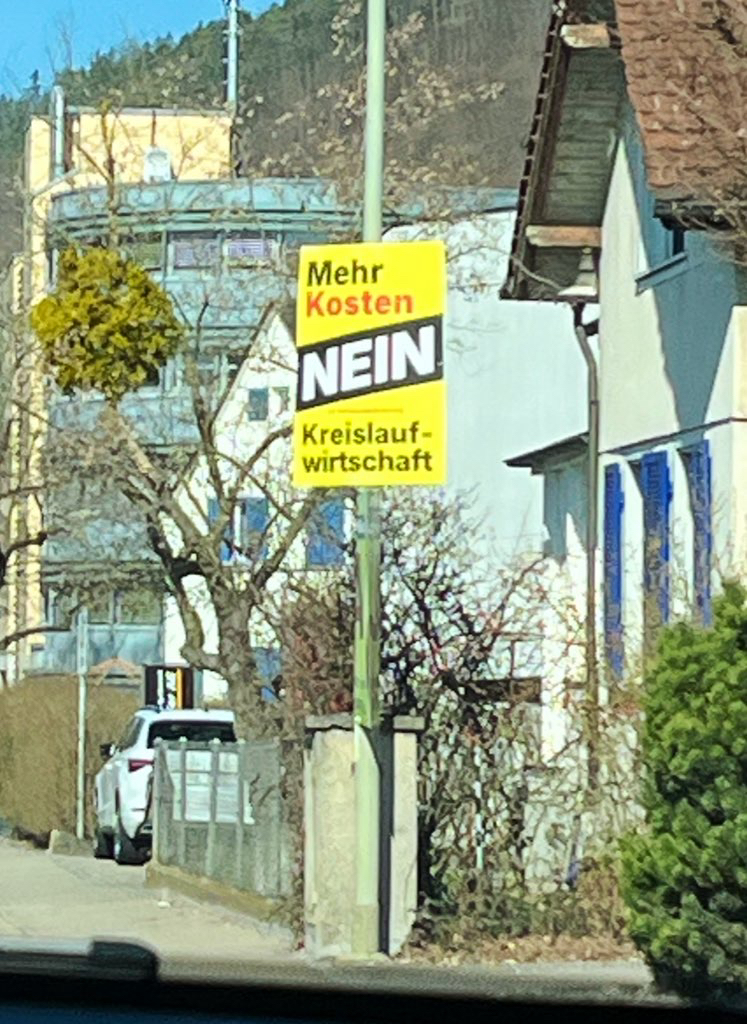 Mehr
Kosten
NEIN
Kreislauf-
wirtschaft